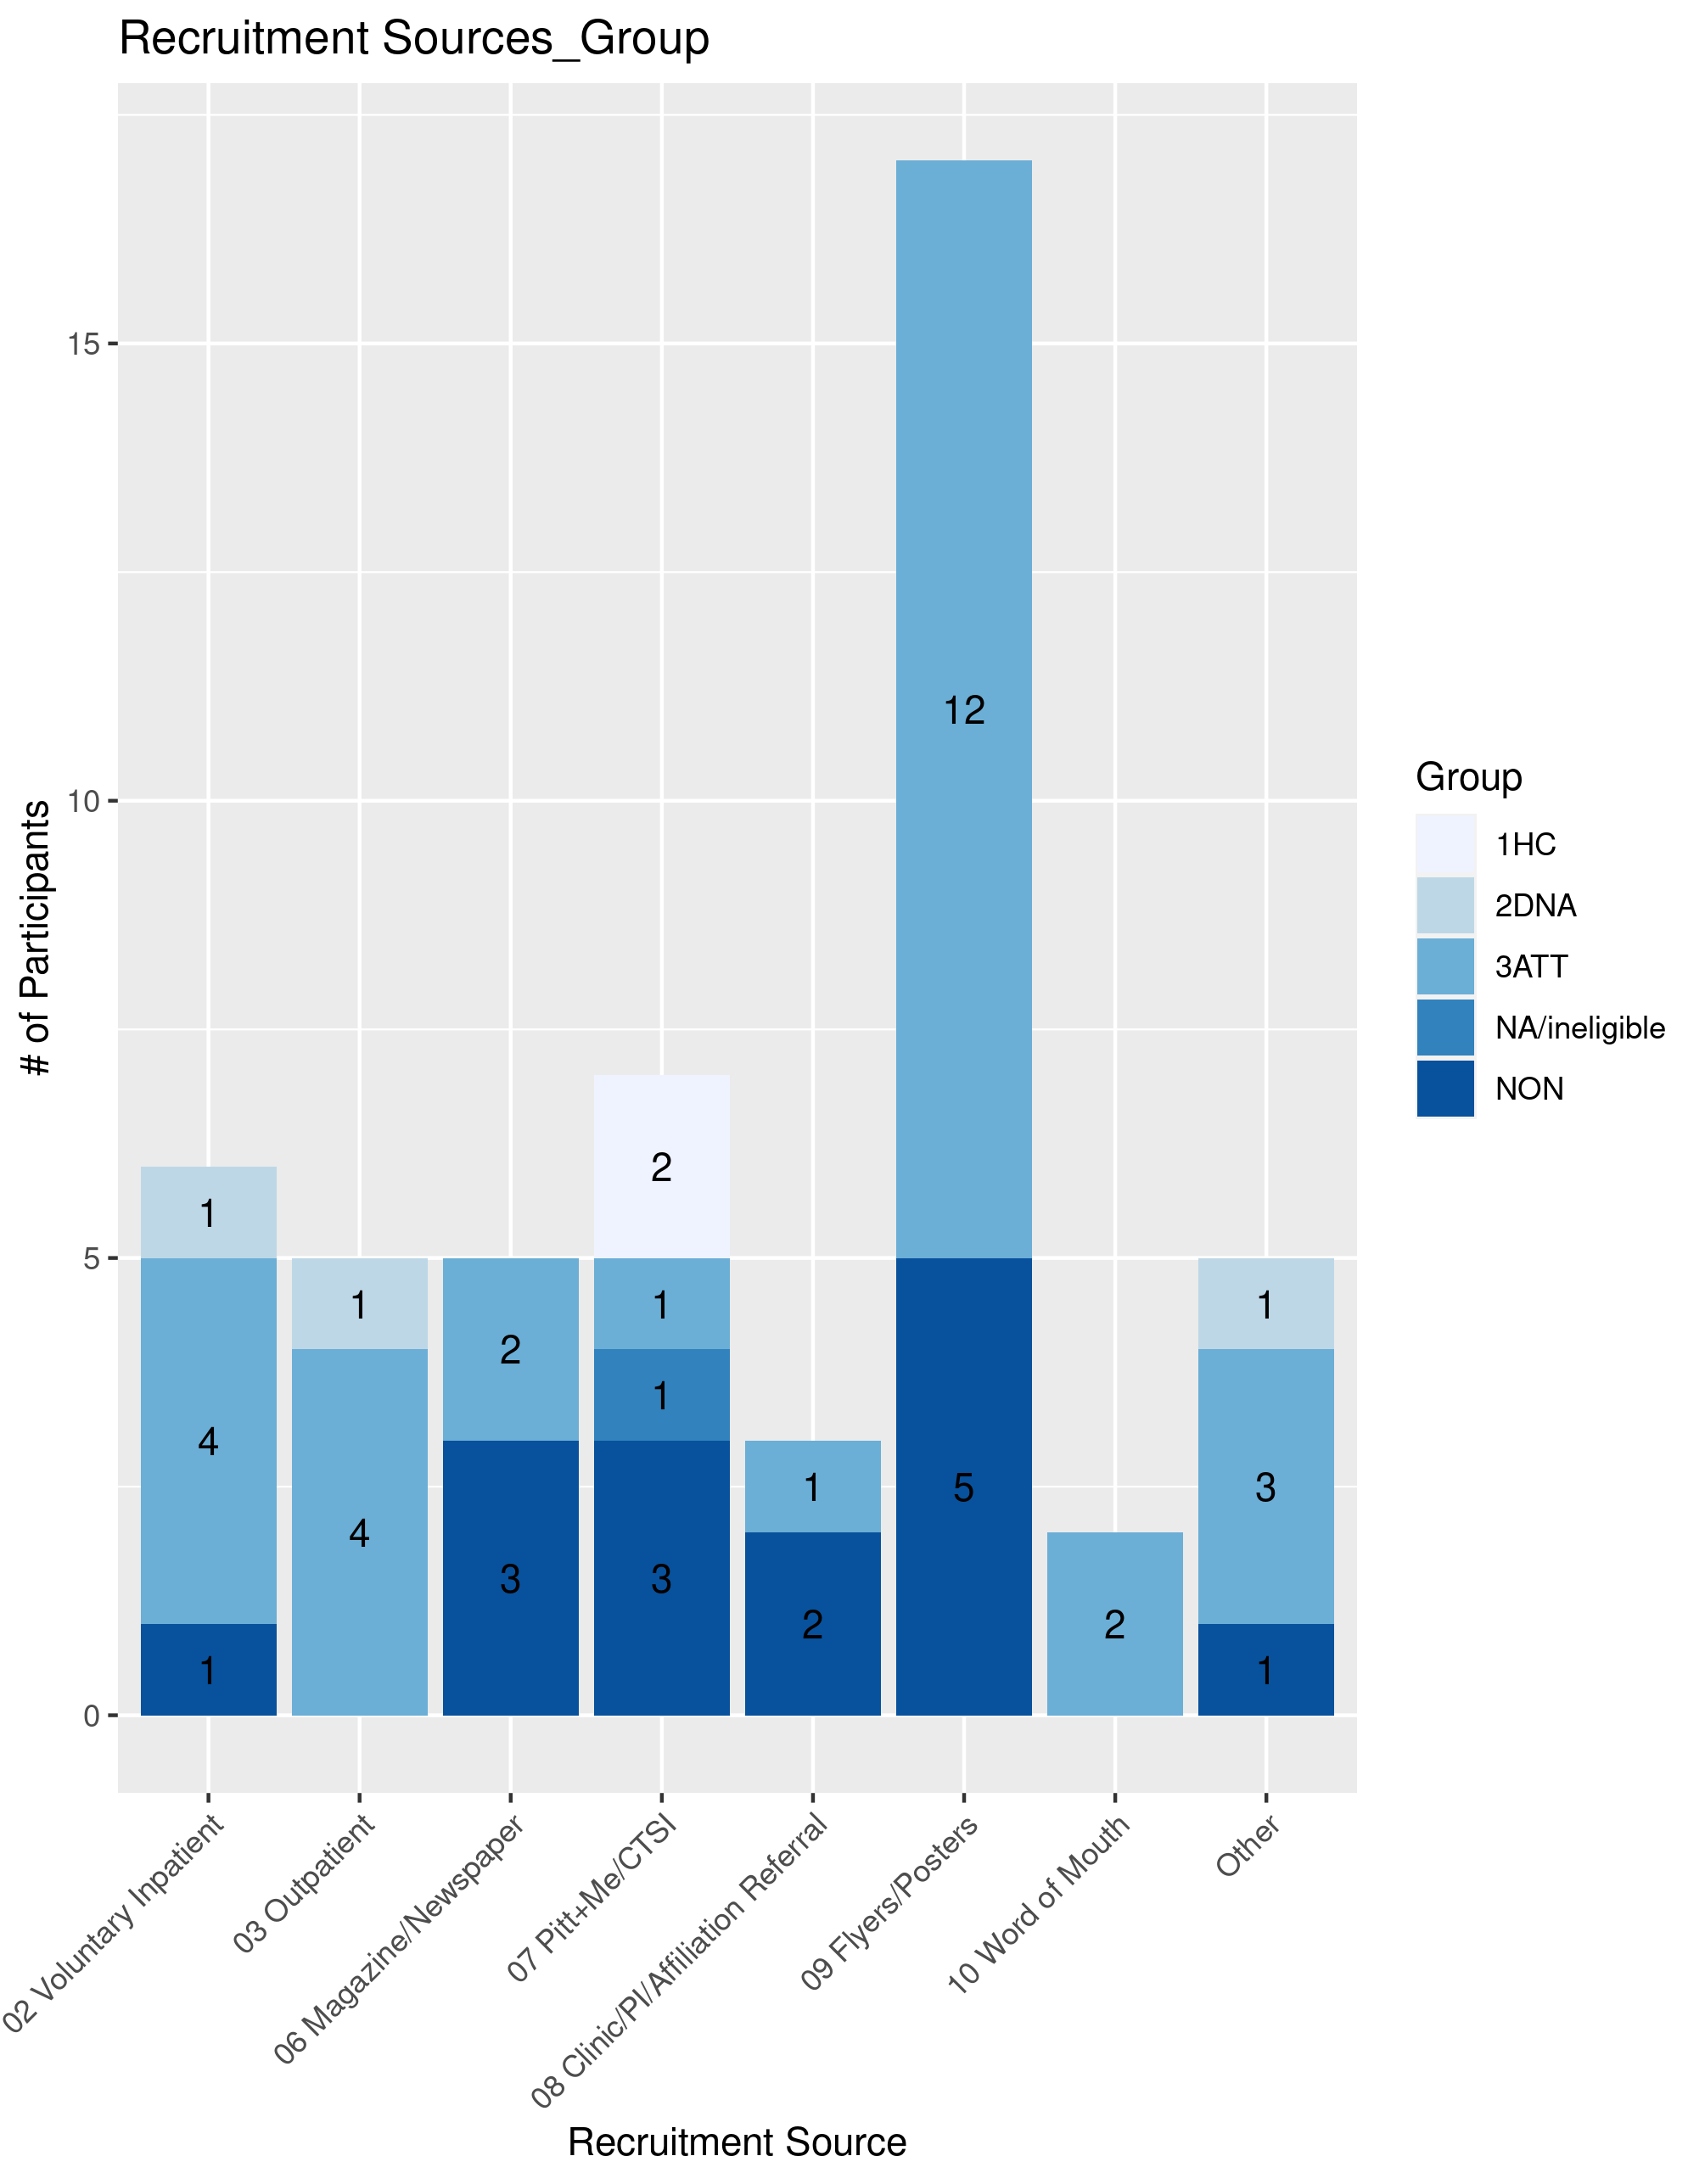 Recruitment Sources_Group
# of Participants
15
10
5
0
12
2
1
1
1
2
1
1
1
4
4
3
3
1
2
5
2
3
1
1
02 Voluntary Inpatient
03 Outpatient
06 Magazine/Newspaper
07 Pitt+Me/CTSI
08 Clinic/PI/Affiliation Referral
09 Flyers/Posters
10 Word of Mouth
Other
Recruitment Source
Group
1HC
2DNA
3ATT
NA/ineligible
NON